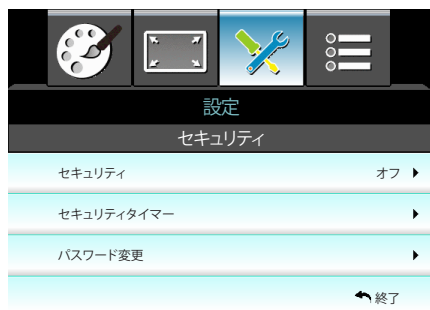 設定
セキュリティ
セキュリティ オフ
セキュリティタイマー
パスワード変更
終了